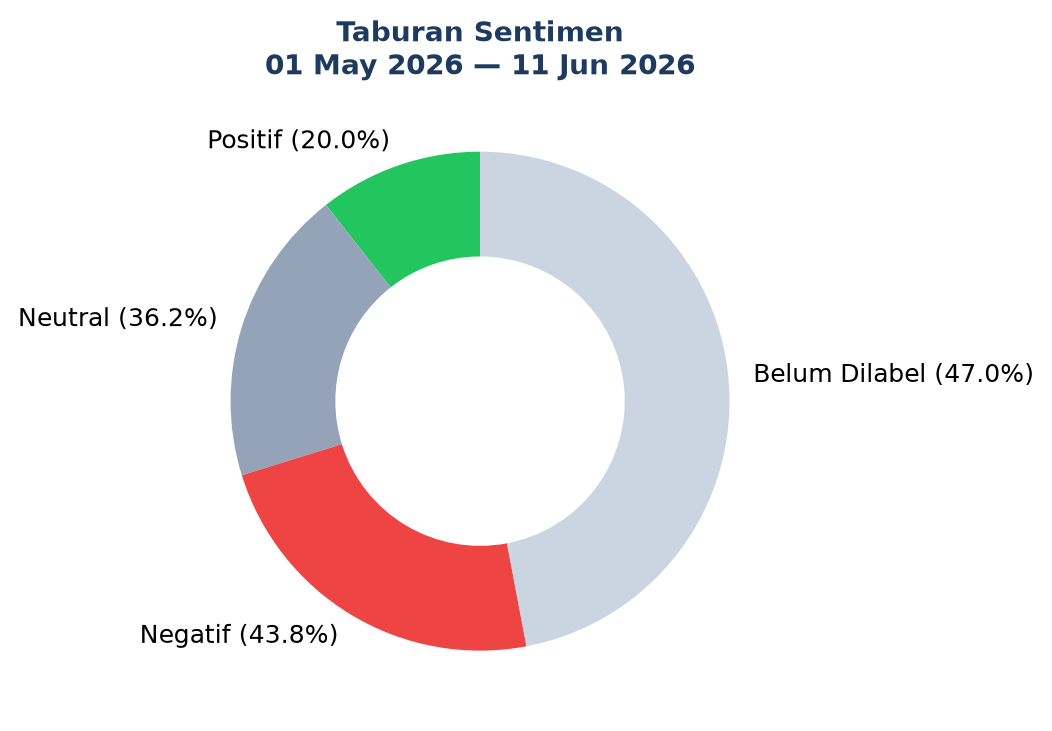 Taburan Sentimen
01 May 2026 — 11 Jun 2026
Positif (20.0%)
Neutral (36.2%)
Belum Dilabel (47.0%)
Negatif (43.8%)